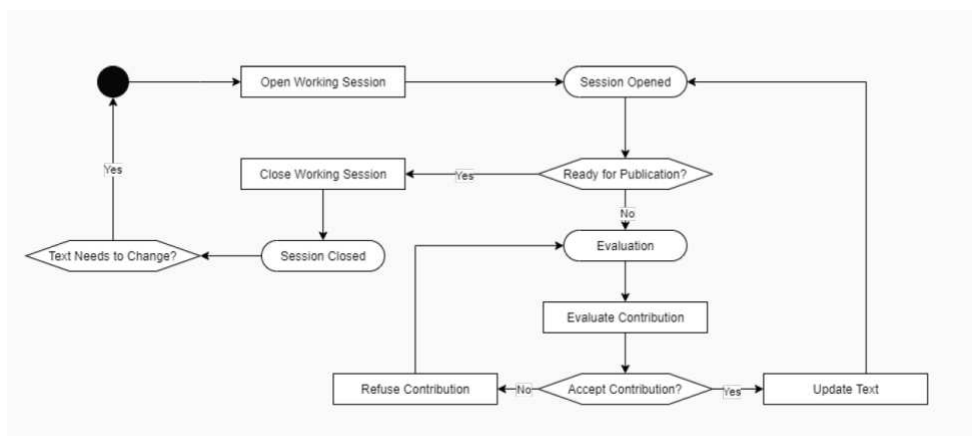 Open Working Session
Session Opened
Yes
Close Working Session
Yes
Ready for Publication?
No
Text Needs to Change?
Session Closed
Evaluation
Evaluate Contribution
Refuse Contribution
No
Accept Contribution?
Yes
Update Text